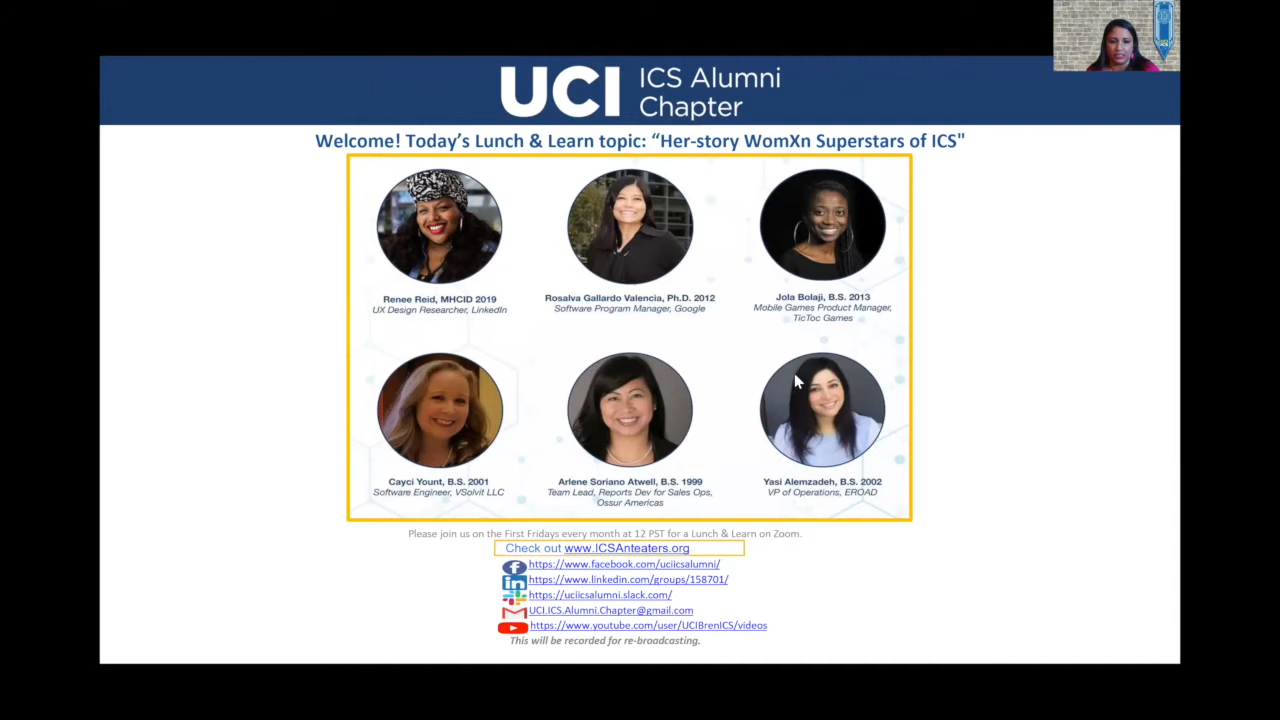 UCI ICS Alumni
Chapter
Welcome! Today's Lunch & Learn topic: “Her-story WomXn Superstars of ICS"
Renee Reid, MHCID 2019
UX Design Researcher, LinkedIn
Rosalva Gallardo Valencia, Ph.D. 2012
Software Program Manager, Google
Jola Bolaji, B.S. 2013
Mobile Games Product Manager,
TicToc Games
Cayci Yount, B.S. 2001
Software Engineer, VSolvit LLC
Arlene Soriano Atwell, B.S. 1999
Team Lead, Reports Dev for Sales Ops,
Ossur Americas
Yasi Alemzadeh, B.S. 2002
VP of Operations, EROAD
Please join us on the First Fridays every month at 12 PST for a Lunch & Learn on Zoom.
Check out www.ICSAnteaters.org
https://www.facebook.com/uciicsalumni/
https://www.linkedin.com/groups/158701/
https://uciicsalumni.slack.com/
UCI.ICS.Alumni.Chapter@gmail.com
https://www.youtube.com/user/UCIBrenICS/videos
This will be recorded for re-broadcasting.